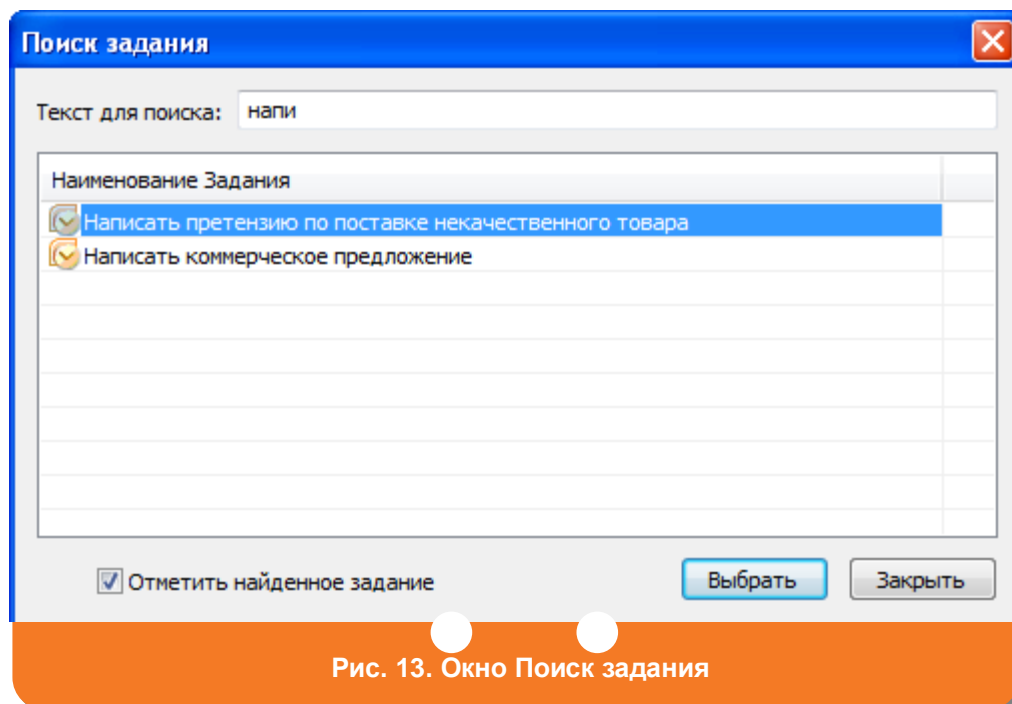 Поиск задания
Текст для поиска: напи
Наименование Задания
Написать претензию по поставке некачественного товара
Написать коммерческое предложение
Отметить найденное задание Выбрать Закрыть
Рис. 13. Окно Поиск задания